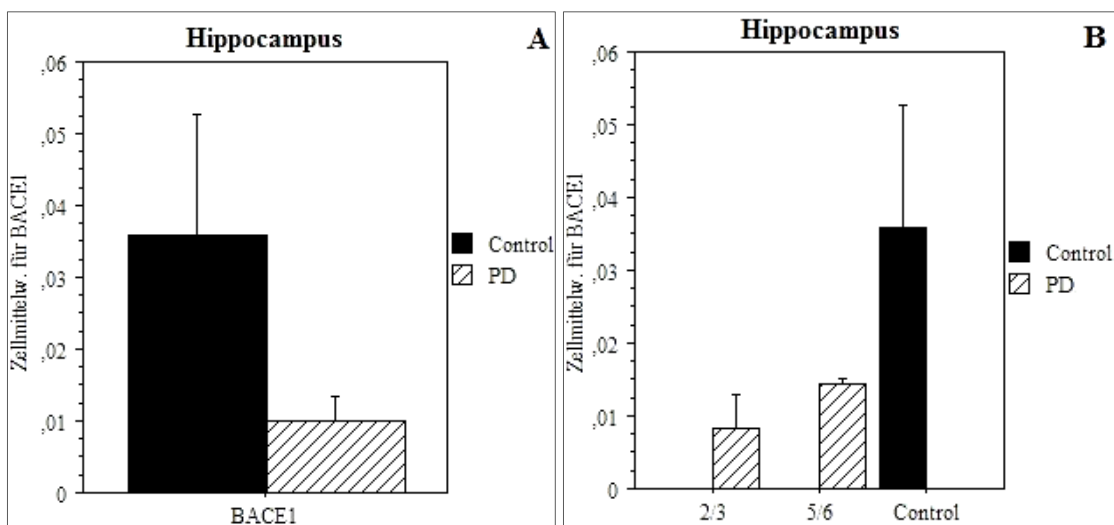 Hippocampus
A
Zellmittelw. für BACE1
,06
,05
,04
,03
,02
,01
0
BACE1
Control
PD
Hippocampus
B
Zellmittelw. für BACE1
,06
,05
,04
,03
,02
,01
0
2/3
5/6
Control
Control
PD